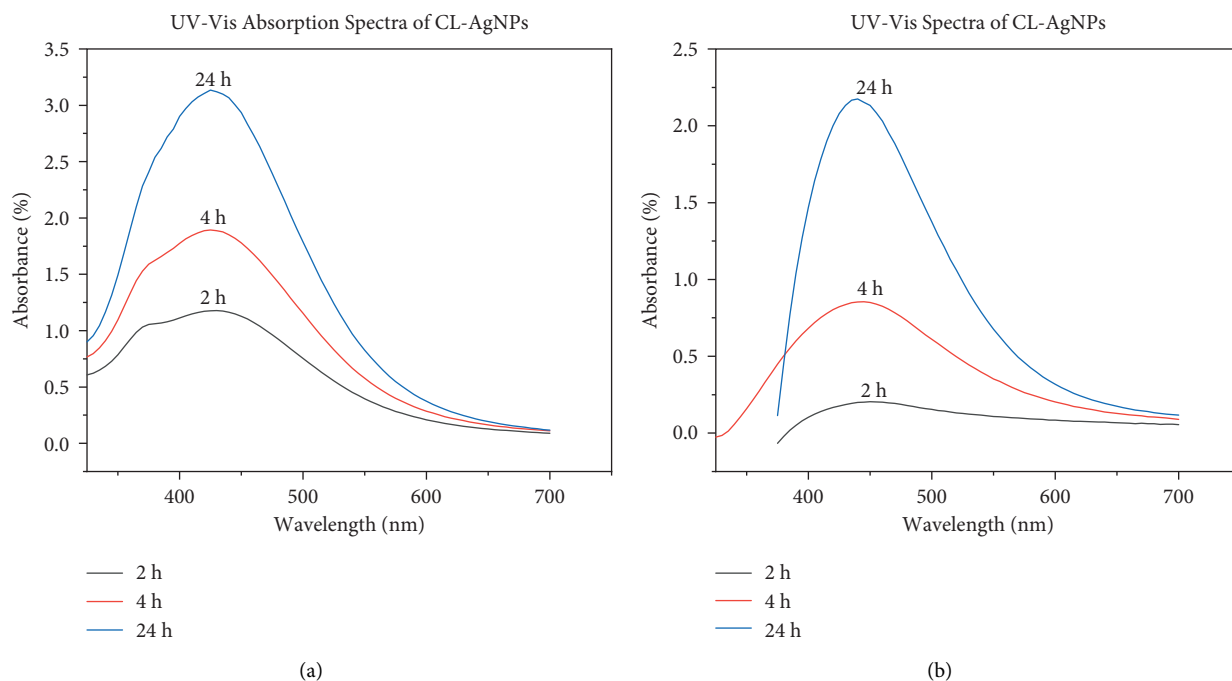 UV-Vis Absorption Spectra of CL-AgNPs
3.5
3.0
2.5
2.0
1.5
1.0
0.5
0.0
Absorbance (%)
24 h
4 h
2 h
400
500
600
700
Wavelength (nm)
2 h
4 h
24 h
(a)
UV-Vis Spectra of CL-AgNPs
2.5
2.0
1.5
1.0
0.5
0.0
Absorbance (%)
24 h
4 h
2 h
400
500
600
700
Wavelength (nm)
2 h
4 h
24 h
(b)